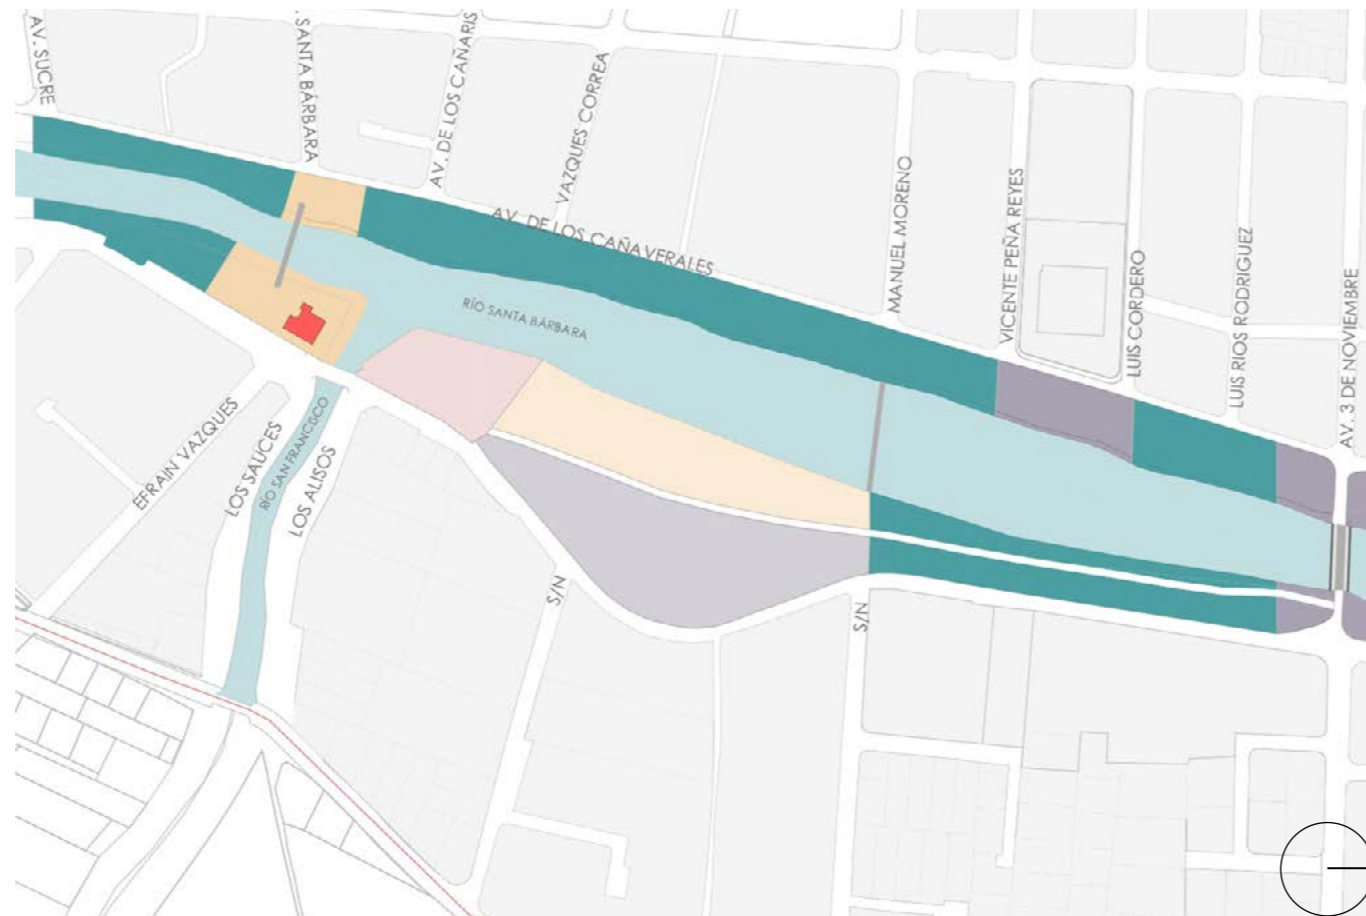 AV. SUCRE
. SANTA BÁRBARA
AV. DE LOS CAÑARIS
VAZQUES CORREA
AV. DE LOS CAÑAVERALES
MANUEL MORENO
VICENTE PEÑA REYES
LUIS CORDERO
LUIS RIOS RODRIGUEZ
AV. 3 DE NOVIEMBRE
RÍO SANTA BÁRBARA
EFRAIN VAZQUES
LOS SAUCES
RÍO SAN FRANCISCO
LOS ALISOS
S/N
S/N